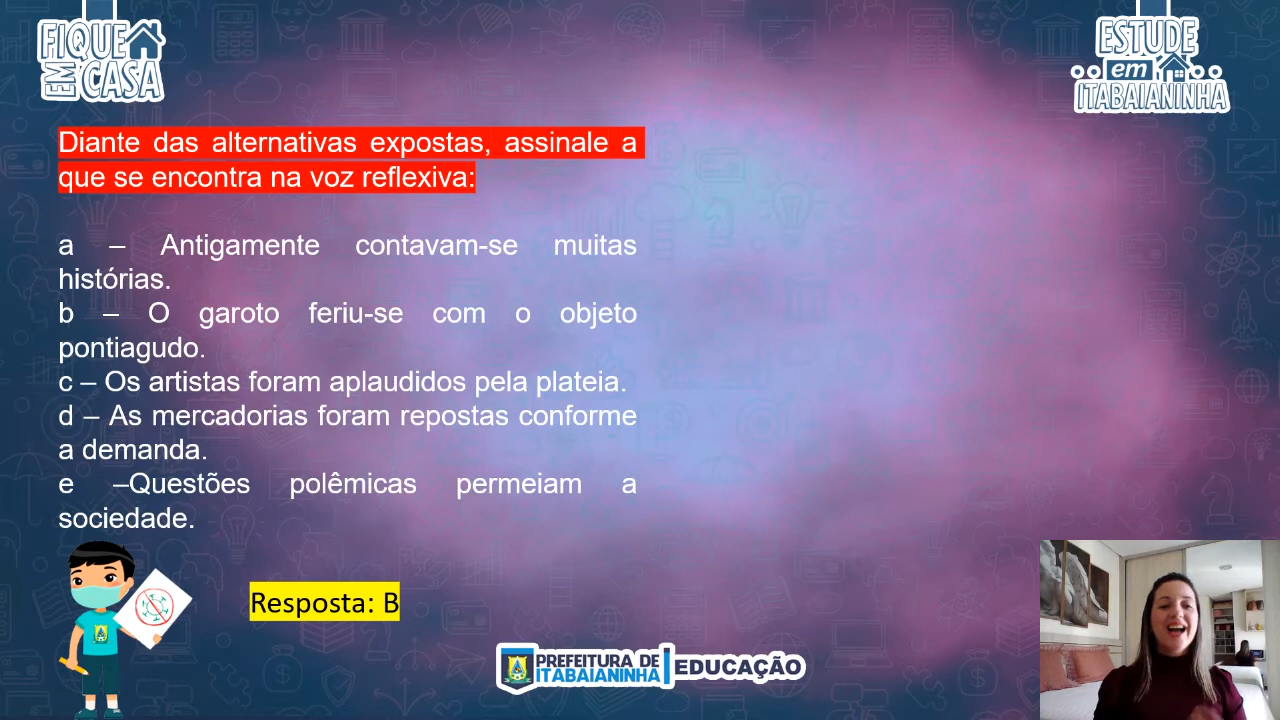 FIQUE
EM
CASA
ESTUDE
em
ITABAIANINHA
Diante das alternativas expostas, assinale a
que se encontra na voz reflexiva:
a – Antigamente contavam-se muitas
histórias.
b – O garoto feriu-se com o objeto
pontiagudo.
c – Os artistas foram aplaudidos pela plateia.
d – As mercadorias foram repostas conforme
a demanda.
e –Questões polêmicas permeiam a
sociedade.
Resposta: B
PREFEITURA DE
ITABAIANINHA
EDUCAÇÃO